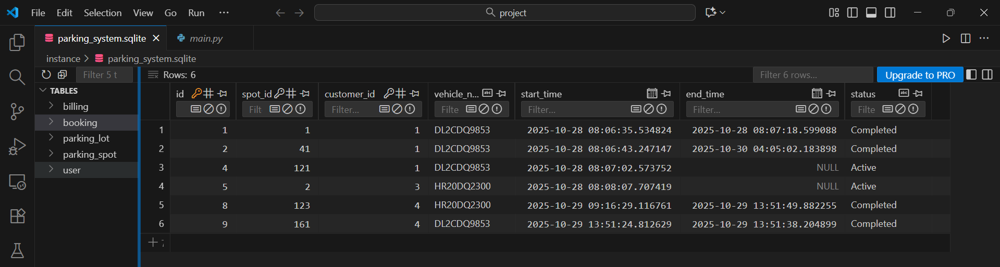 File Edit Selection View Go Run ··· project
parking_system.sqlite main.py
instance > parking_system.sqlite
Filter 5 t Rows: 6 Filter 6 rows... Upgrade to PRO
TABLES
billing
booking
parking_lot
parking_spot
user
id spot_id customer_id vehicle_n... start_time end_time status
Filt Filter... Filte Filter... Filter... Filte
1 1 1 1 DL2CDQ9853 2025-10-28 08:06:35.534824 2025-10-28 08:07:18.599088 Completed
2 2 41 1 DL2CDQ9853 2025-10-28 08:06:43.247147 2025-10-30 04:05:02.183898 Completed
3 4 121 1 DL2CDQ9853 2025-10-28 08:07:02.573752 NULL Active
4 5 2 3 HR20DQ2300 2025-10-28 08:08:07.707419 NULL Active
5 8 123 4 HR20DQ2300 2025-10-29 09:16:29.116761 2025-10-29 13:51:49.882255 Completed
6 9 161 4 DL2CDQ9853 2025-10-29 13:51:24.812629 2025-10-29 13:51:38.204899 Completed